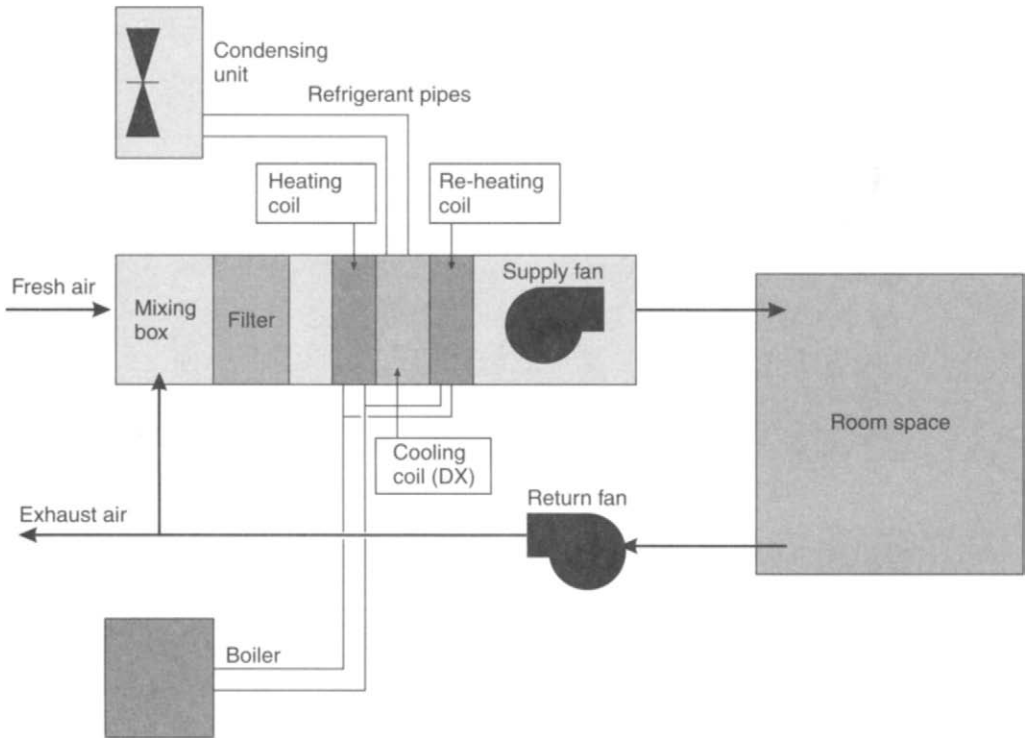 Condensing
unit
Refrigerant pipes
Heating
coil
Re-heating
coil
Fresh air
Mixing
box
Filter
Supply fan
Room space
Cooling
coil (DX)
Return fan
Exhaust air
Boiler